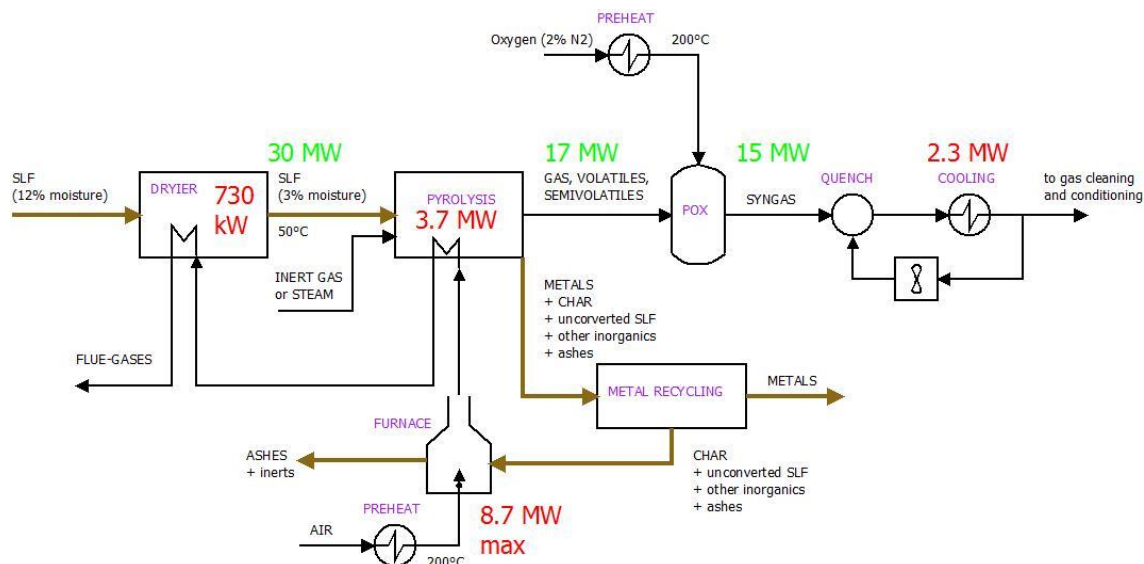 PREHEAT
Oxygen (2% N2)
200°C
30 MW
17 MW
15 MW
2.3 MW
SLF
(12% moisture)
DRYIER
730
kW
SLF
(3% moisture)
50°C
PYROLYSIS
3.7 MW
GAS, VOLATILES,
SEMIVOLATILES
POX
SYNGAS
QUENCH
COOLING
to gas cleaning
and conditioning
INERT GAS
or STEAM
METALS
+ CHAR
+ unconverted SLF
+ other inorganics
+ ashes
FLUE-GASES
METAL RECYCLING
METALS
FURNACE
ASHES
+ inerts
CHAR
+ unconverted SLF
+ other inorganics
+ ashes
PREHEAT
AIR
200°C
8.7 MW
max